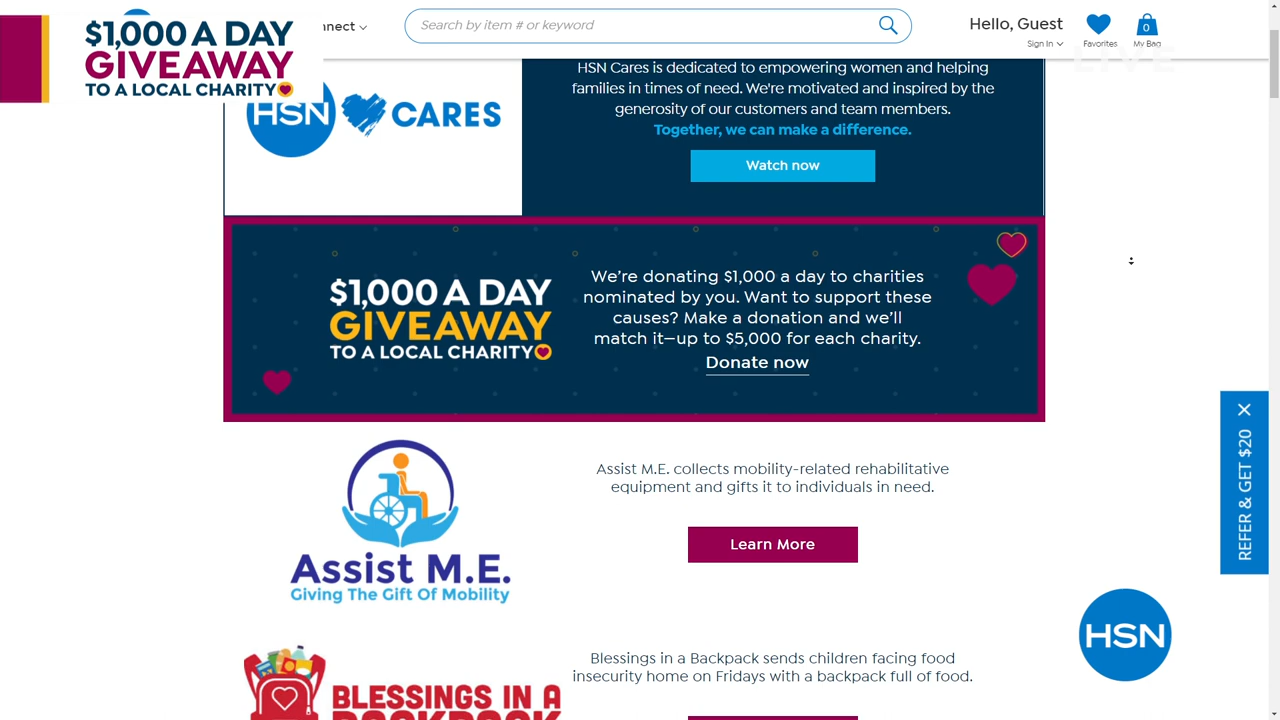 $1,000 A DAY
GIVEAWAY
TO A LOCAL CHARITY
nnect
Search by item # or keyword
Hello, Guest
Sign In
Favorites
0
My Bag
LIVE
HSN CARES
HSN Cares is dedicated to empowering women and helping
families in times of need. We're motivated and inspired by the
generosity of our customers and team members.
Together, we can make a difference.
Watch now
$1,000 A DAY
GIVEAWAY
TO A LOCAL CHARITY
We’re donating $1,000 a day to charities
nominated by you. Want to support these
causes? Make a donation and we’ll
match it—up to $5,000 for each charity.
Donate now
Assist M.E.
Giving The Gift Of Mobility
Assist M.E. collects mobility-related rehabilitative
equipment and gifts it to individuals in need.
Learn More
REFER & GET $20
HSN
BLESSINGS IN A
BACKPACK
Blessings in a Backpack sends children facing food
insecurity home on Fridays with a backpack full of food.